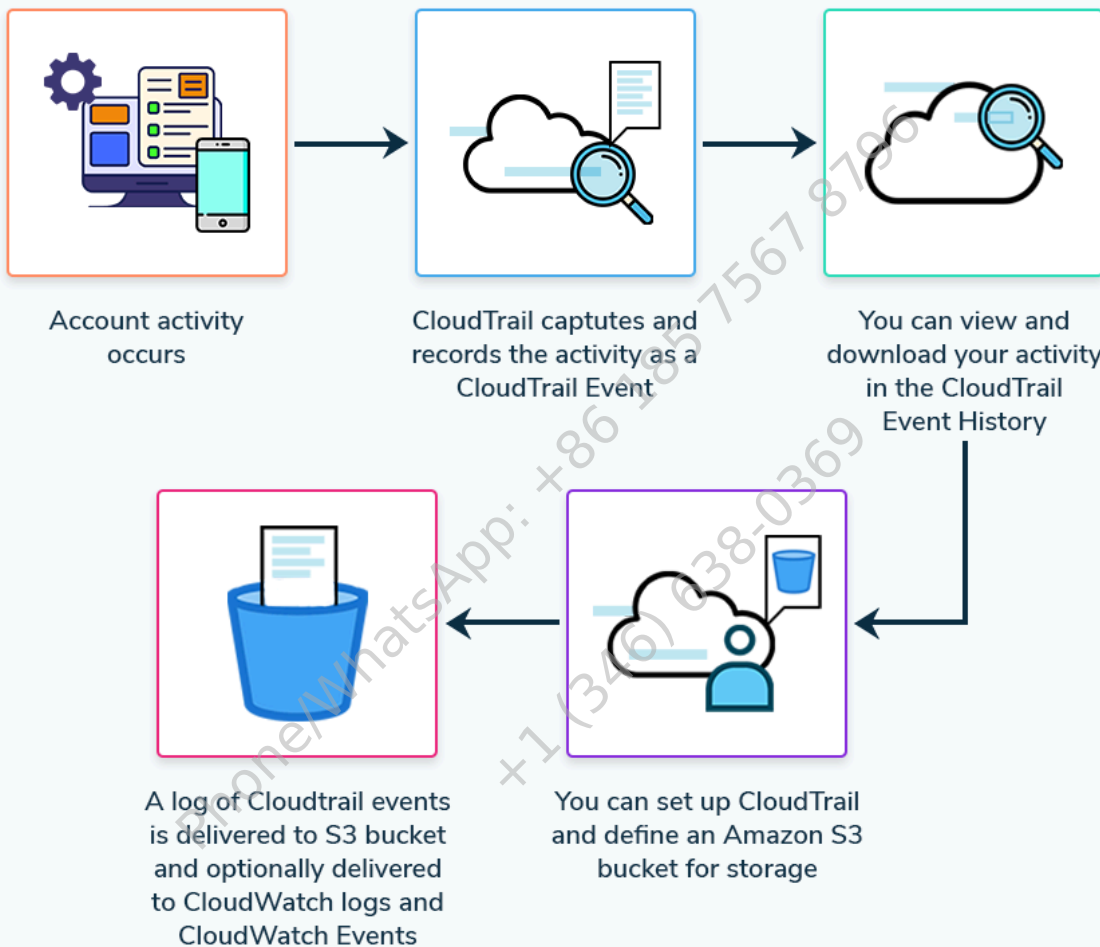 Account activity
occurs
CloudTrail captutes and
records the activity as a
CloudTrail Event
You can view and
download your activity
in the CloudTrail
Event History
A log of Cloudtrail events
is delivered to S3 bucket
and optionally delivered
to CloudWatch logs and
CloudWatch Events
You can set up CloudTrail
and define an Amazon S3
bucket for storage
Phone/WhatsApp: +86 185 7567 8796
+1 (346) 638-0369